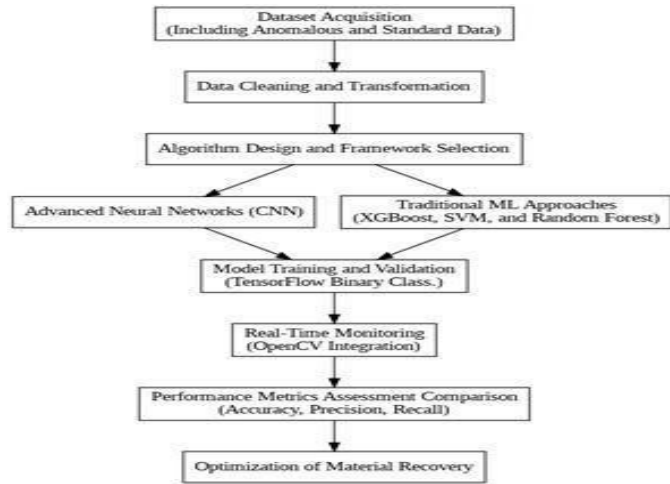 Dataset Acquisition
(Including Anomalous and Standard Data)
Data Cleaning and Transformation
Algorithm Design and Framework Selection
Advanced Neural Networks (CNN)
Traditional ML Approaches
(XGBoost, SVM, and Random Forest)
Model Training and Validation
(TensorFlow Binary Class.)
Real-Time Monitoring
(OpenCV Integration)
Performance Metrics Assessment Comparison
(Accuracy, Precision, Recall)
Optimization of Material Recovery